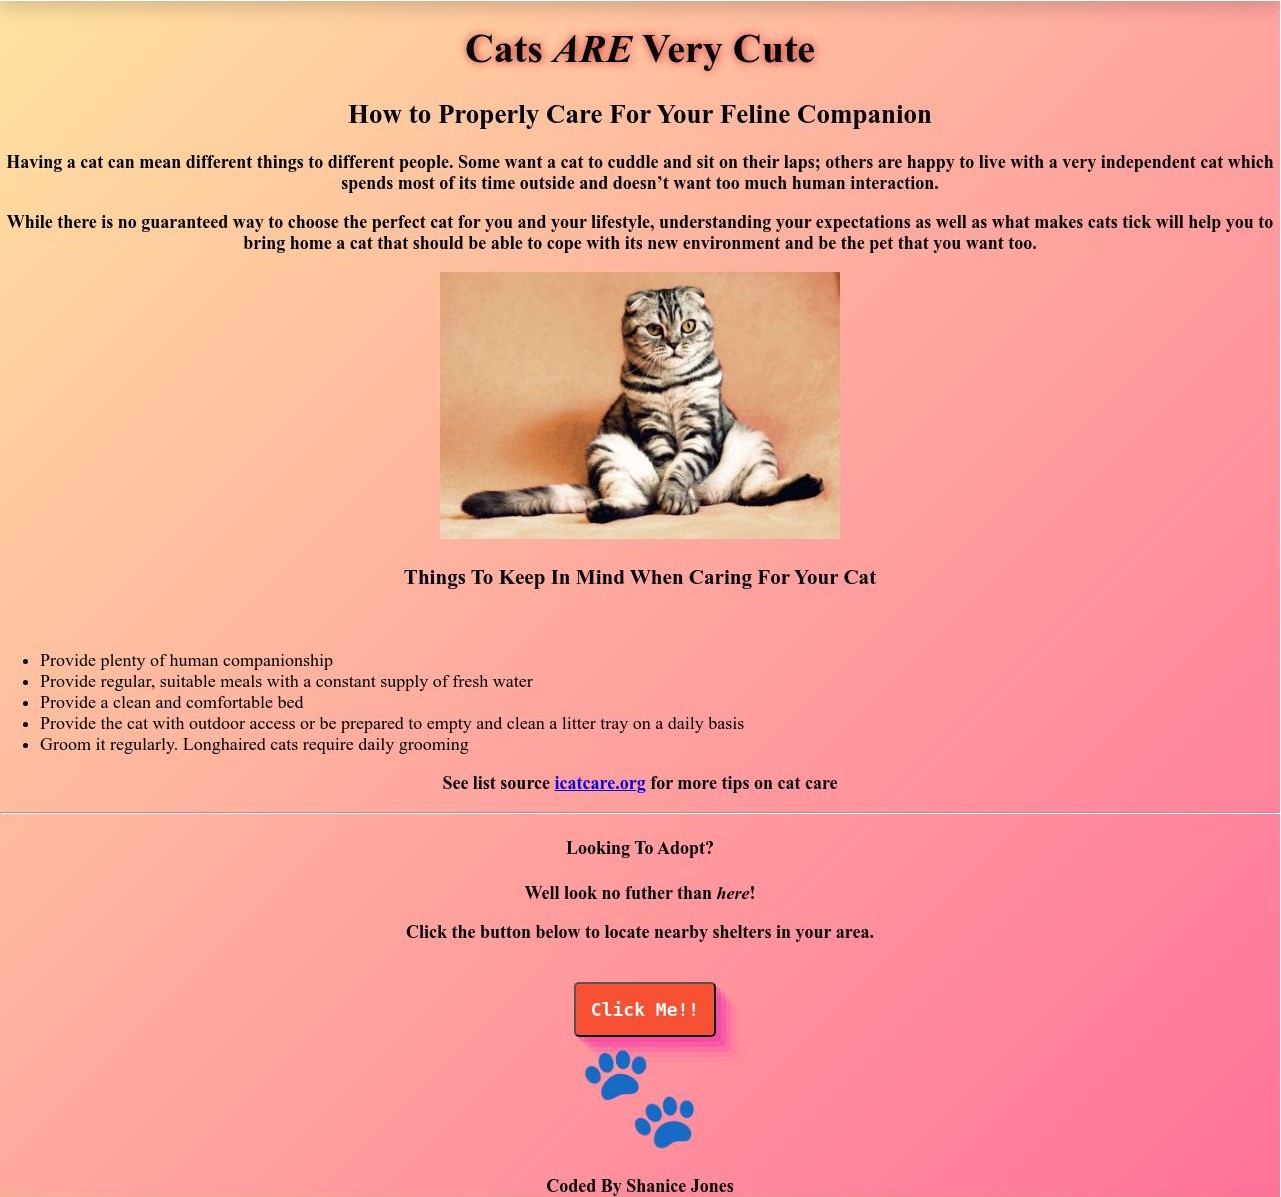 Cats ARE Very Cute
How to Properly Care For Your Feline Companion
Having a cat can mean different things to different people. Some want a cat to cuddle and sit on their laps; others are happy to live with a very independent cat which
spends most of its time outside and doesn’t want too much human interaction.
While there is no guaranteed way to choose the perfect cat for you and your lifestyle, understanding your expectations as well as what makes cats tick will help you to
bring home a cat that should be able to cope with its new environment and be the pet that you want too.
Things To Keep In Mind When Caring For Your Cat
• Provide plenty of human companionship
• Provide regular, suitable meals with a constant supply of fresh water
• Provide a clean and comfortable bed
• Provide the cat with outdoor access or be prepared to empty and clean a litter tray on a daily basis
• Groom it regularly. Longhaired cats require daily grooming
See list source icatcare.org for more tips on cat care
Looking To Adopt?
Well look no futher than here!
Click the button below to locate nearby shelters in your area.
Click Me!!
Coded By Shanice Jones